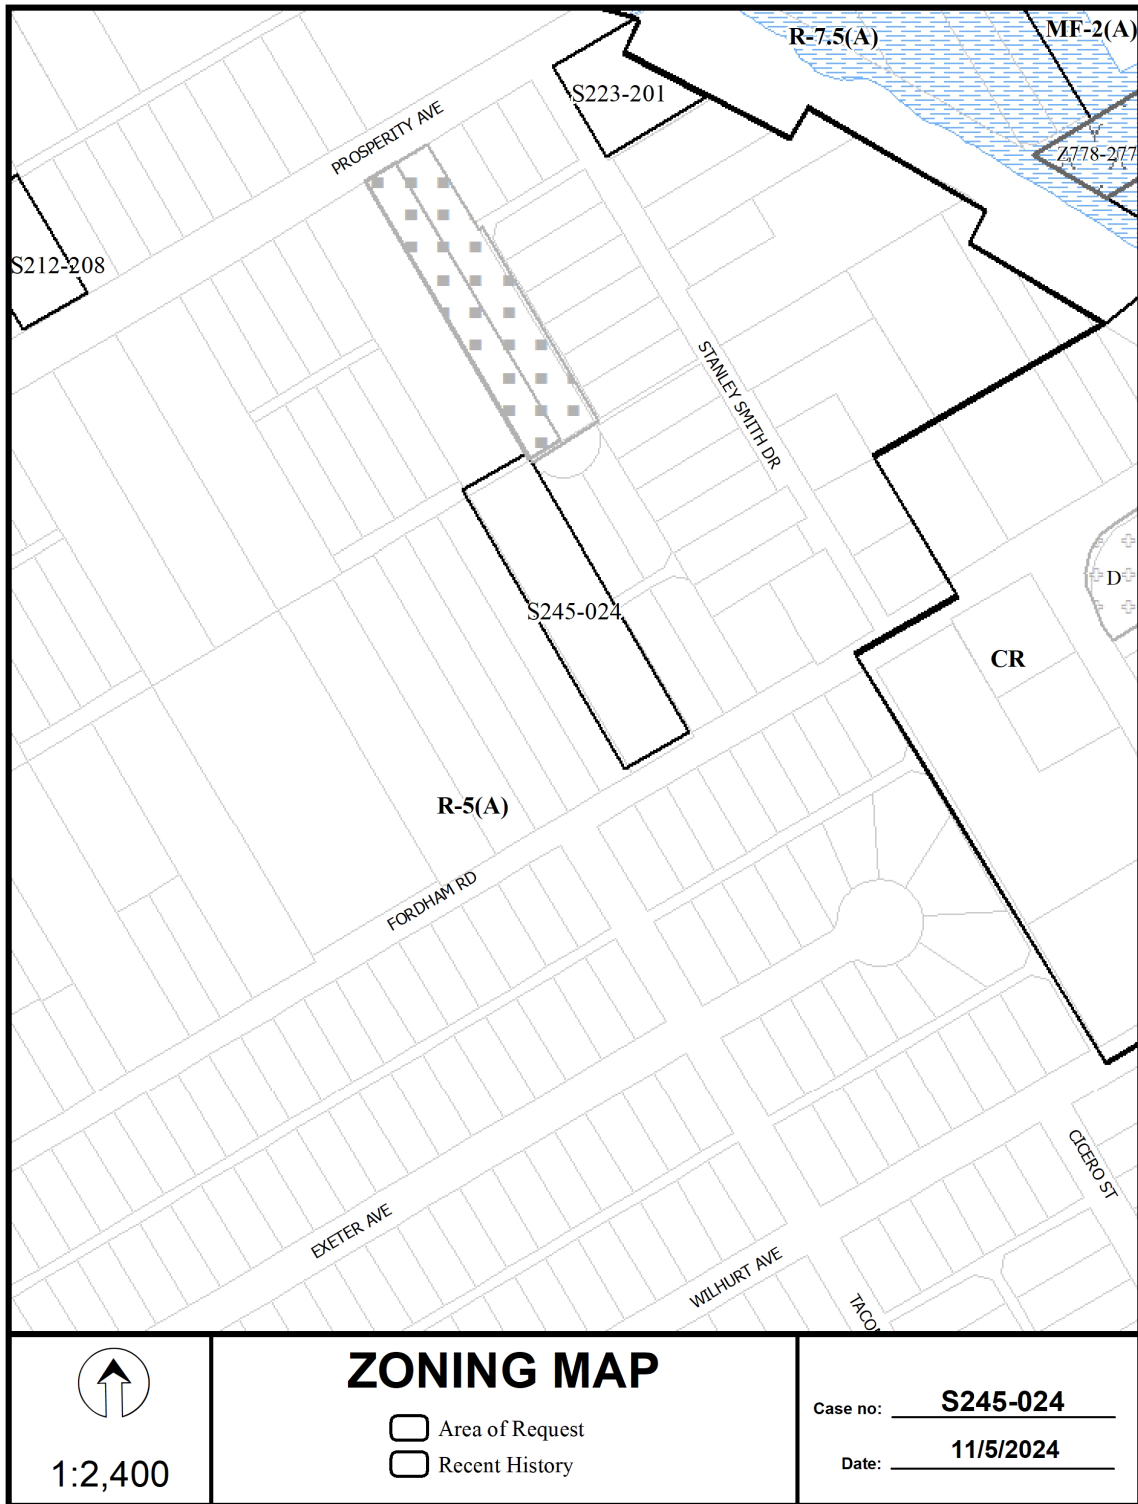 R-7.5(A)
MF-2(A)
S223-201
PROSPERITY AVE
Z778-277
S212-208
STANLEY SMITH DR
D
S245-024
CR
R-5(A)
FORDHAM RD
CICERO ST
EXETER AVE
WILHURT AVE
TACO
ZONING MAP
Area of Request
Recent History
1:2,400
Case no: S245-024
Date: 11/5/2024